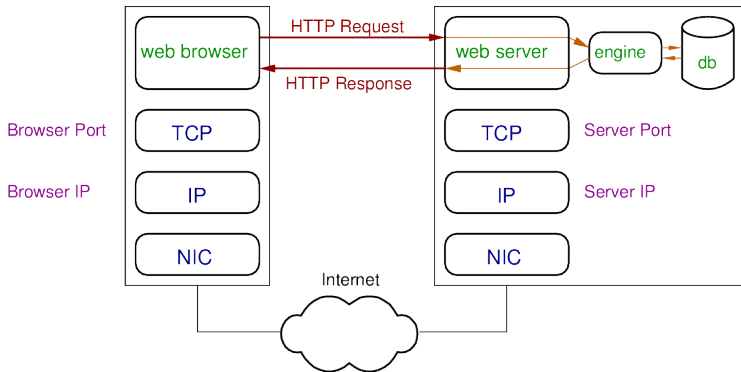 HTTP Request
web browser
web server
engine
db
HTTP Response
Browser Port
TCP
TCP
Server Port
Browser IP
IP
IP
Server IP
NIC
NIC
Internet